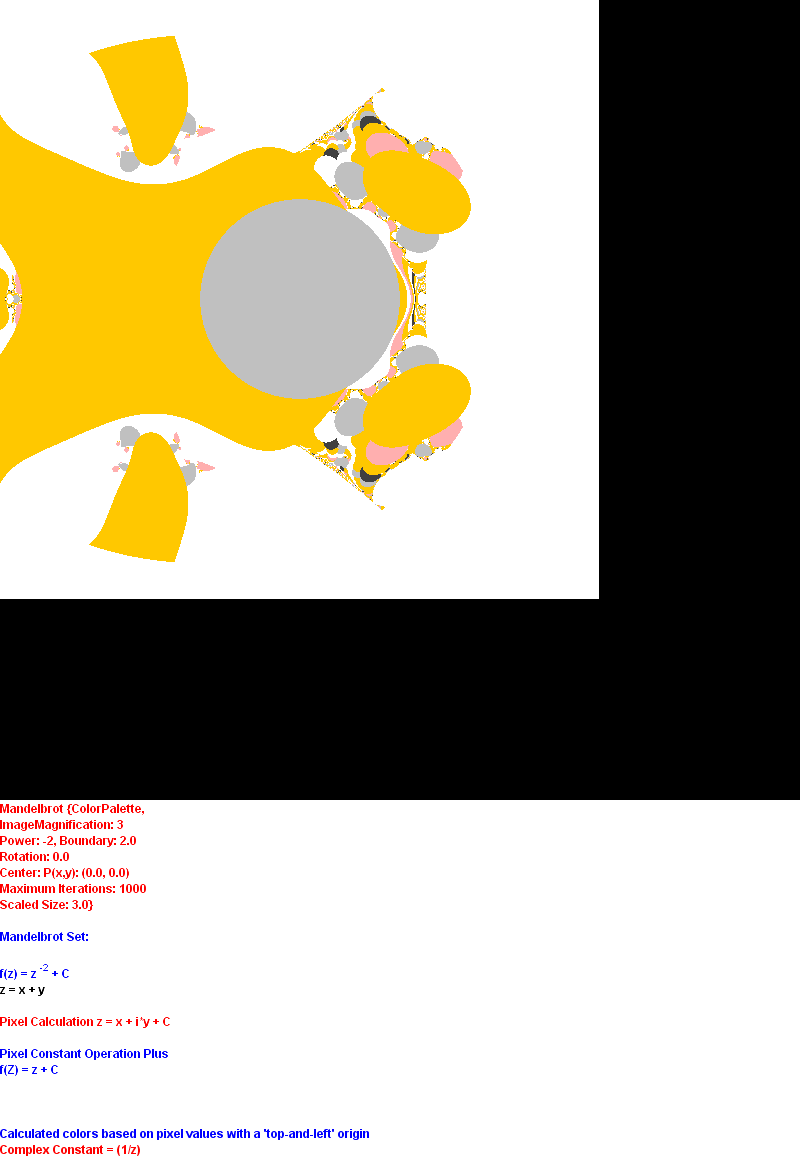 Mandelbrot {ColorPalette,
ImageMagnification: 3
Power: -2, Boundary: 2.0
Rotation: 0.0
Center: P(x,y): (0.0, 0.0)
Maximum Iterations: 1000
Scaled Size: 3.0}
Mandelbrot Set:
f(z) = z -2 + C
z = x + y
Pixel Calculation z = x + i*y + C
Pixel Constant Operation Plus
f(Z) = z + C
Calculated colors based on pixel values with a 'top-and-left' origin
Complex Constant = (1/z)